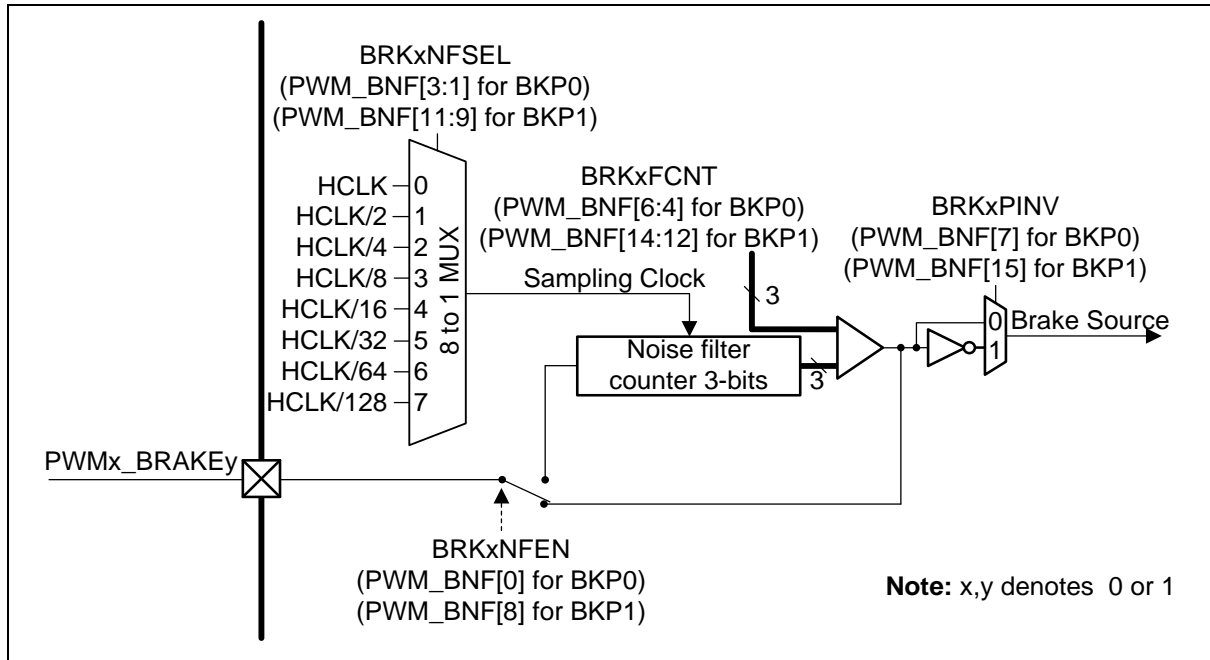 BRKxNFSEL
(PWM_BNF[3:1] for BKP0)
(PWM_BNF[11:9] for BKP1)
HCLK 0
HCLK/2 1
HCLK/4 2
HCLK/8 3
HCLK/16 4
HCLK/32 5
HCLK/64 6
HCLK/128 7
8 to 1 MUX
BRKxFCNT
(PWM_BNF[6:4] for BKP0)
(PWM_BNF[14:12] for BKP1)
3
Sampling Clock
Noise filter
counter 3-bits
3
BRKxPINV
(PWM_BNF[7] for BKP0)
(PWM_BNF[15] for BKP1)
0
1
Brake Source
PWMx_BRAKEy
BRKxNFEN
(PWM_BNF[0] for BKP0)
(PWM_BNF[8] for BKP1)
Note: x,y denotes 0 or 1